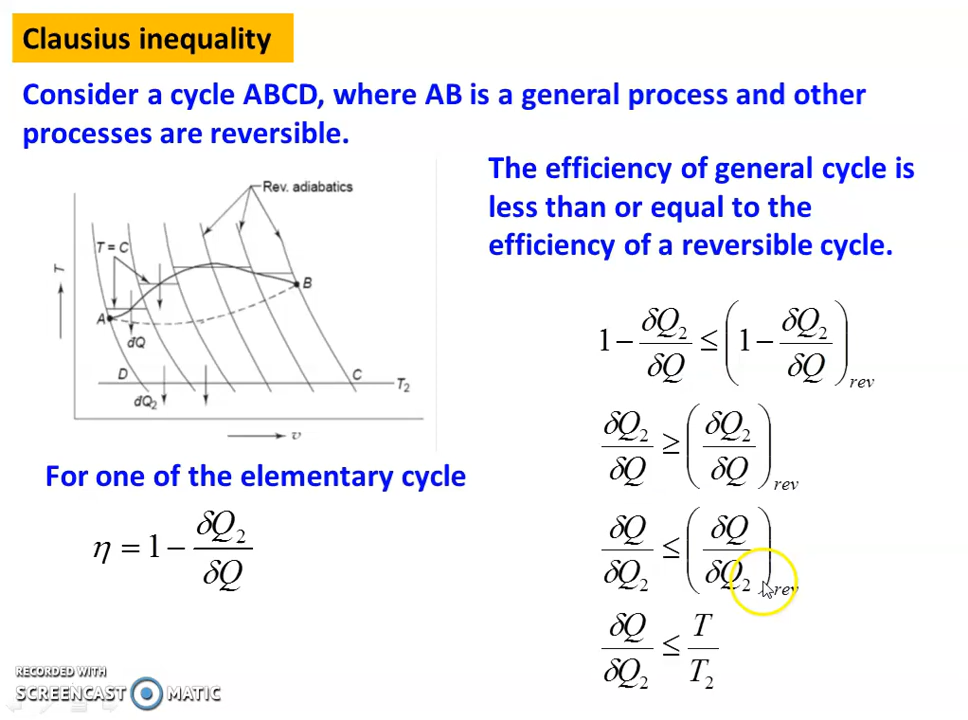 Clausius inequality
Consider a cycle ABCD, where AB is a general process and other
processes are reversible.
The efficiency of general cycle is
less than or equal to the
efficiency of a reversible cycle.
Rev. adiabatics
T = C
T
A
B
dQ
D
C
T₂
dQ₂
v
1 − δQ₂/δQ ≤ (1 − δQ₂/δQ)rev
δQ₂/δQ ≥ (δQ₂/δQ)rev
For one of the elementary cycle
η = 1 − δQ₂/δQ
δQ/δQ₂ ≤ (δQ/δQ₂)rev
δQ/δQ₂ ≤ T/T₂
RECORDED WITH
SCREENCAST MATIC